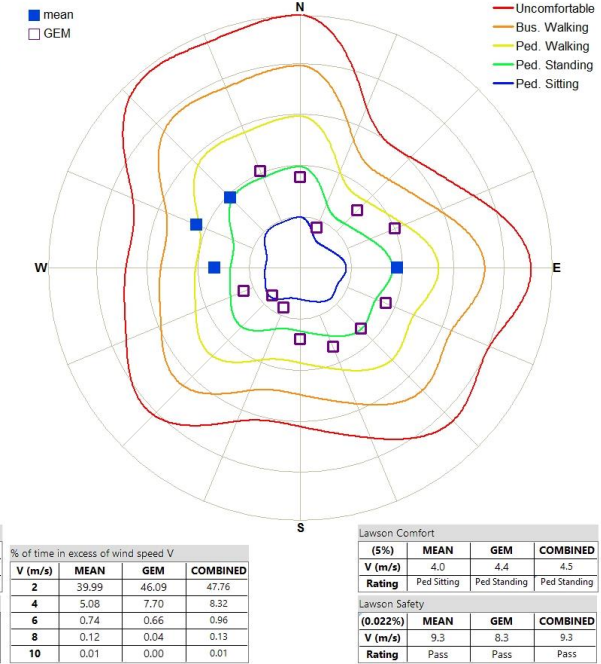 N
mean
GEM
Uncomfortable
Bus. Walking
Ped. Walking
Ped. Standing
Ped. Sitting
W
E
S
% of time in excess of wind speed V
V (m/s) MEAN GEM COMBINED
2 39.99 46.09 47.76
4 5.08 7.70 8.32
6 0.74 0.66 0.96
8 0.12 0.04 0.13
10 0.01 0.00 0.01
Lawson Comfort
(5%) MEAN GEM COMBINED
V (m/s) 4.0 4.4 4.5
Rating Ped Sitting Ped Standing Ped Standing
Lawson Safety
(0.022%) MEAN GEM COMBINED
V (m/s) 9.3 8.3 9.3
Rating Pass Pass Pass